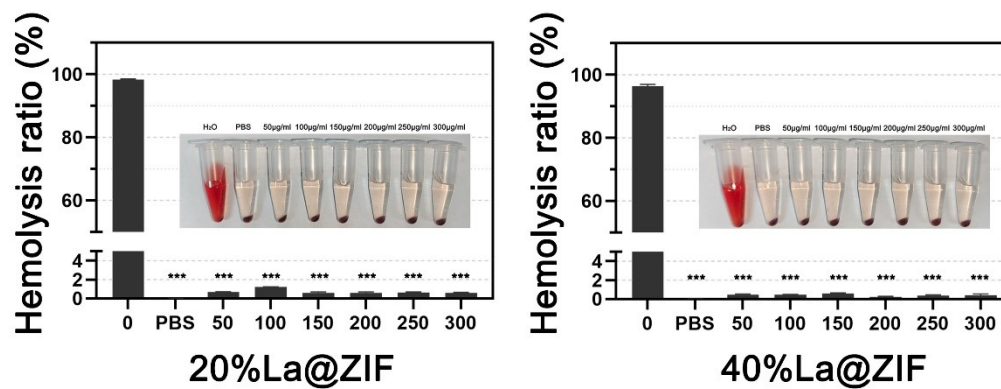 Hemolysis ratio (%)
100
80
60
4
2
0
H₂O PBS 50μg/ml 100μg/ml 150μg/ml 200μg/ml 250μg/ml 300μg/ml
*** *** *** *** *** *** ***
0 PBS 50 100 150 200 250 300
20%La@ZIF
Hemolysis ratio (%)
100
80
60
4
2
0
H₂O PBS 50μg/ml 100μg/ml 150μg/ml 200μg/ml 250μg/ml 300μg/ml
*** *** *** *** *** *** ***
0 PBS 50 100 150 200 250 300
40%La@ZIF